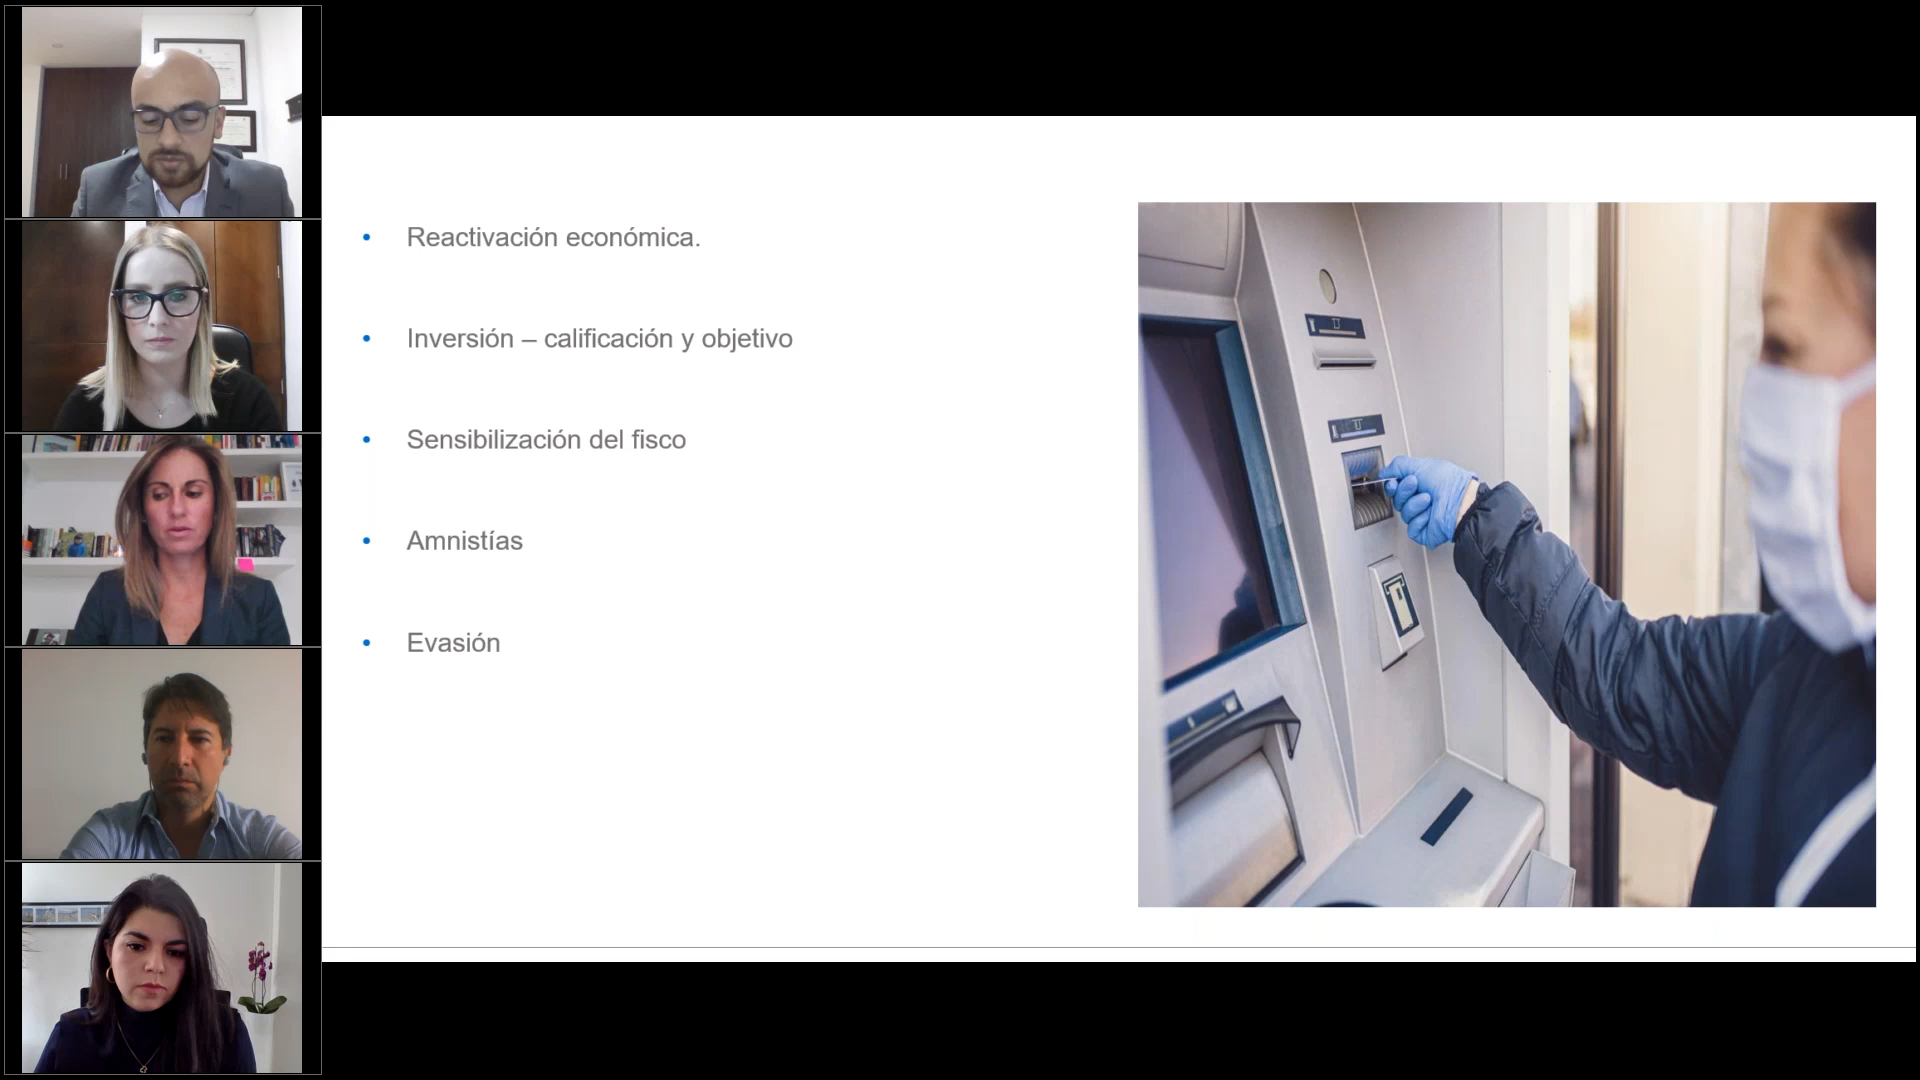 Reactivación económica.
Inversión – calificación y objetivo
Sensibilización del fisco
Amnistías
Evasión